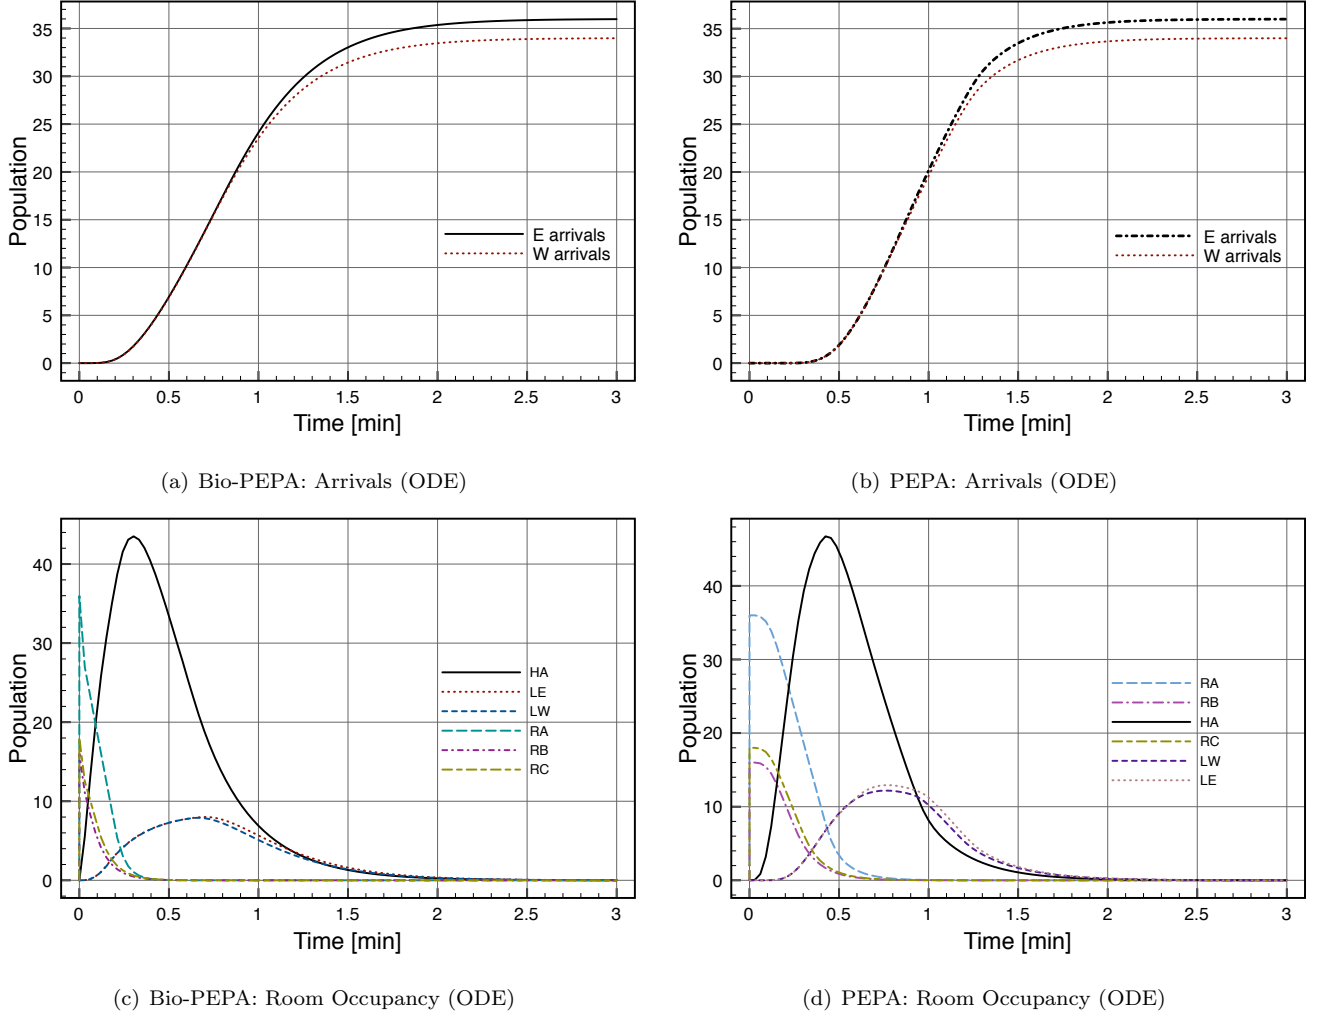 35
30
25
20
15
10
5
0
Population
E arrivals
W arrivals
0 0.5 1 1.5 2 2.5 3
Time [min]
(a) Bio-PEPA: Arrivals (ODE)
35
30
25
20
15
10
5
0
Population
E arrivals
W arrivals
0 0.5 1 1.5 2 2.5 3
Time [min]
(b) PEPA: Arrivals (ODE)
40
30
20
10
0
Population
HA
LE
LW
RA
RB
RC
0 0.5 1 1.5 2 2.5 3
Time [min]
(c) Bio-PEPA: Room Occupancy (ODE)
40
30
20
10
0
Population
RA
RB
HA
RC
LW
LE
0 0.5 1 1.5 2 2.5 3
Time [min]
(d) PEPA: Room Occupancy (ODE)